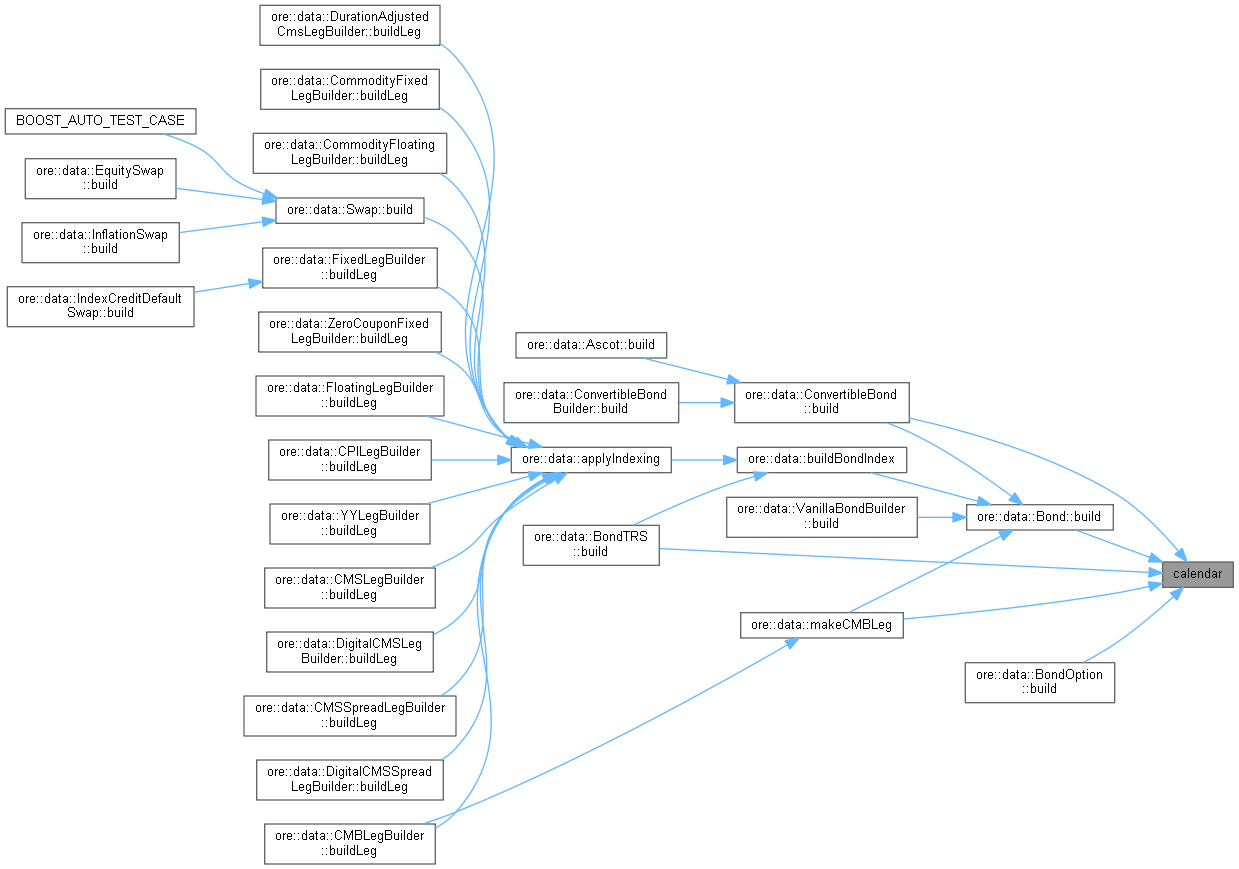 ore::data::DurationAdjusted
CmsLegBuilder::buildLeg
ore::data::CommodityFixed
LegBuilder::buildLeg
BOOST_AUTO_TEST_CASE
ore::data::CommodityFloating
LegBuilder::buildLeg
ore::data::EquitySwap
::build
ore::data::Swap::build
ore::data::InflationSwap
::build
ore::data::FixedLegBuilder
::buildLeg
ore::data::IndexCreditDefault
Swap::build
ore::data::ZeroCouponFixed
LegBuilder::buildLeg
ore::data::Ascot::build
ore::data::FloatingLegBuilder
::buildLeg
ore::data::ConvertibleBond
Builder::build
ore::data::ConvertibleBond
::build
ore::data::CPILegBuilder
::buildLeg
ore::data::applyIndexing
ore::data::buildBondIndex
ore::data::YYLegBuilder
::buildLeg
ore::data::VanillaBondBuilder
::build
ore::data::Bond::build
ore::data::BondTRS
::build
calendar
ore::data::CMSLegBuilder
::buildLeg
ore::data::makeCMBLeg
ore::data::DigitalCMSLeg
Builder::buildLeg
ore::data::BondOption
::build
ore::data::CMSSpreadLegBuilder
::buildLeg
ore::data::DigitalCMSSpread
LegBuilder::buildLeg
ore::data::CMBLegBuilder
::buildLeg